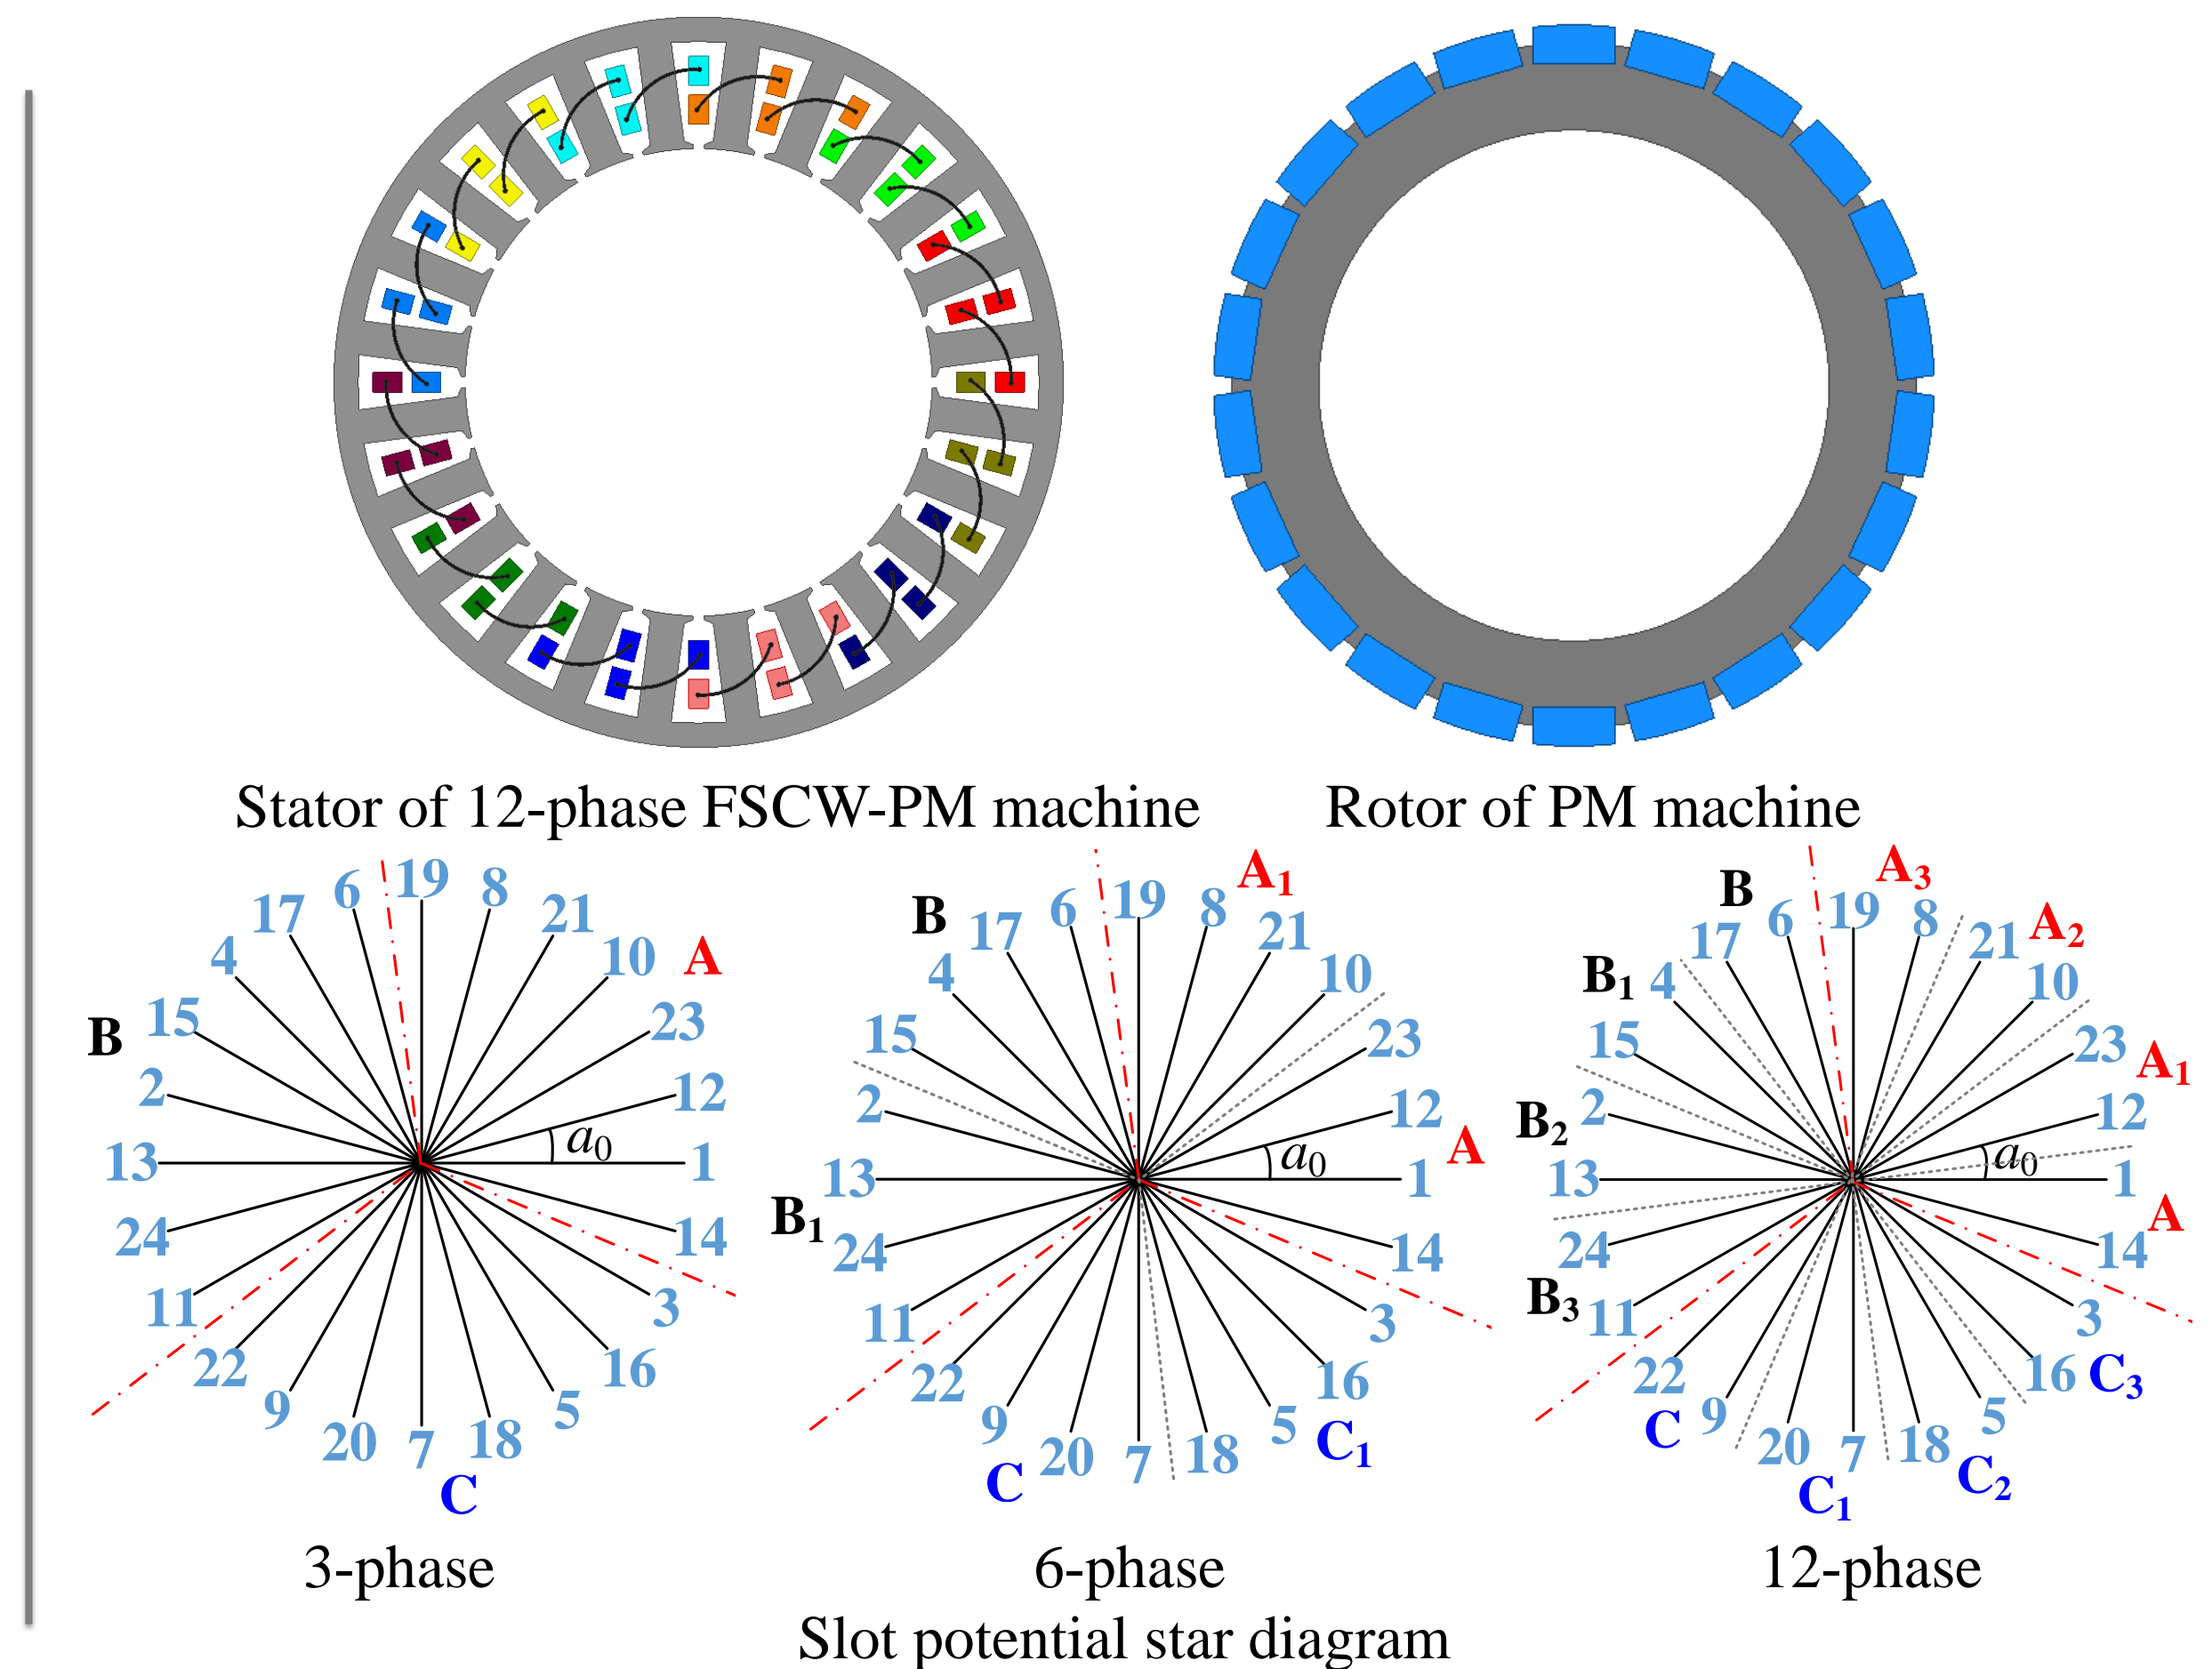 Stator of 12-phase FSCW-PM machine
Rotor of PM machine
6 19 8
17 21
4 10 A
15 23
B
2 12
a0
13 1
24 14
11 3
22 16
9 5
20 7 18
C
3-phase
A1
B 6 19 8
17 21
4 10
15 23
2 12
a0 A
13 1
B1
24 14
11 3
22 16
9 5 C1
20 7 18
C
6-phase
A3
B 6 19 8
17 21 A2
B1 4 10
15 23
A1
B2 2 12
a0
13 1
A
24 14
B3 11 3
22 16 C3
C 9 5
20 7 18
C1 C2
12-phase
Slot potential star diagram